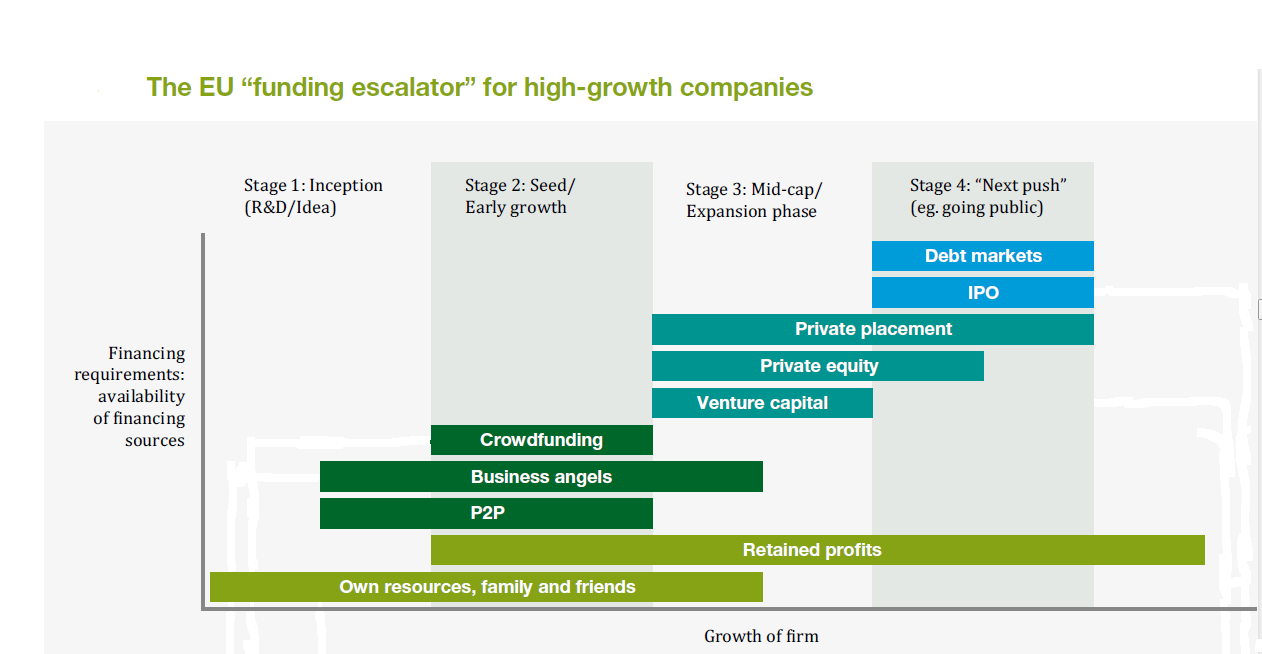 The EU “funding escalator” for high-growth companies
Stage 1: Inception
(R&D/Idea)
Stage 2: Seed/
Early growth
Stage 3: Mid-cap/
Expansion phase
Stage 4: “Next push”
(eg. going public)
Financing
requirements:
availability
of financing
sources
Debt markets
IPO
Private placement
Private equity
Venture capital
Crowdfunding
Business angels
P2P
Retained profits
Own resources, family and friends
Growth of firm